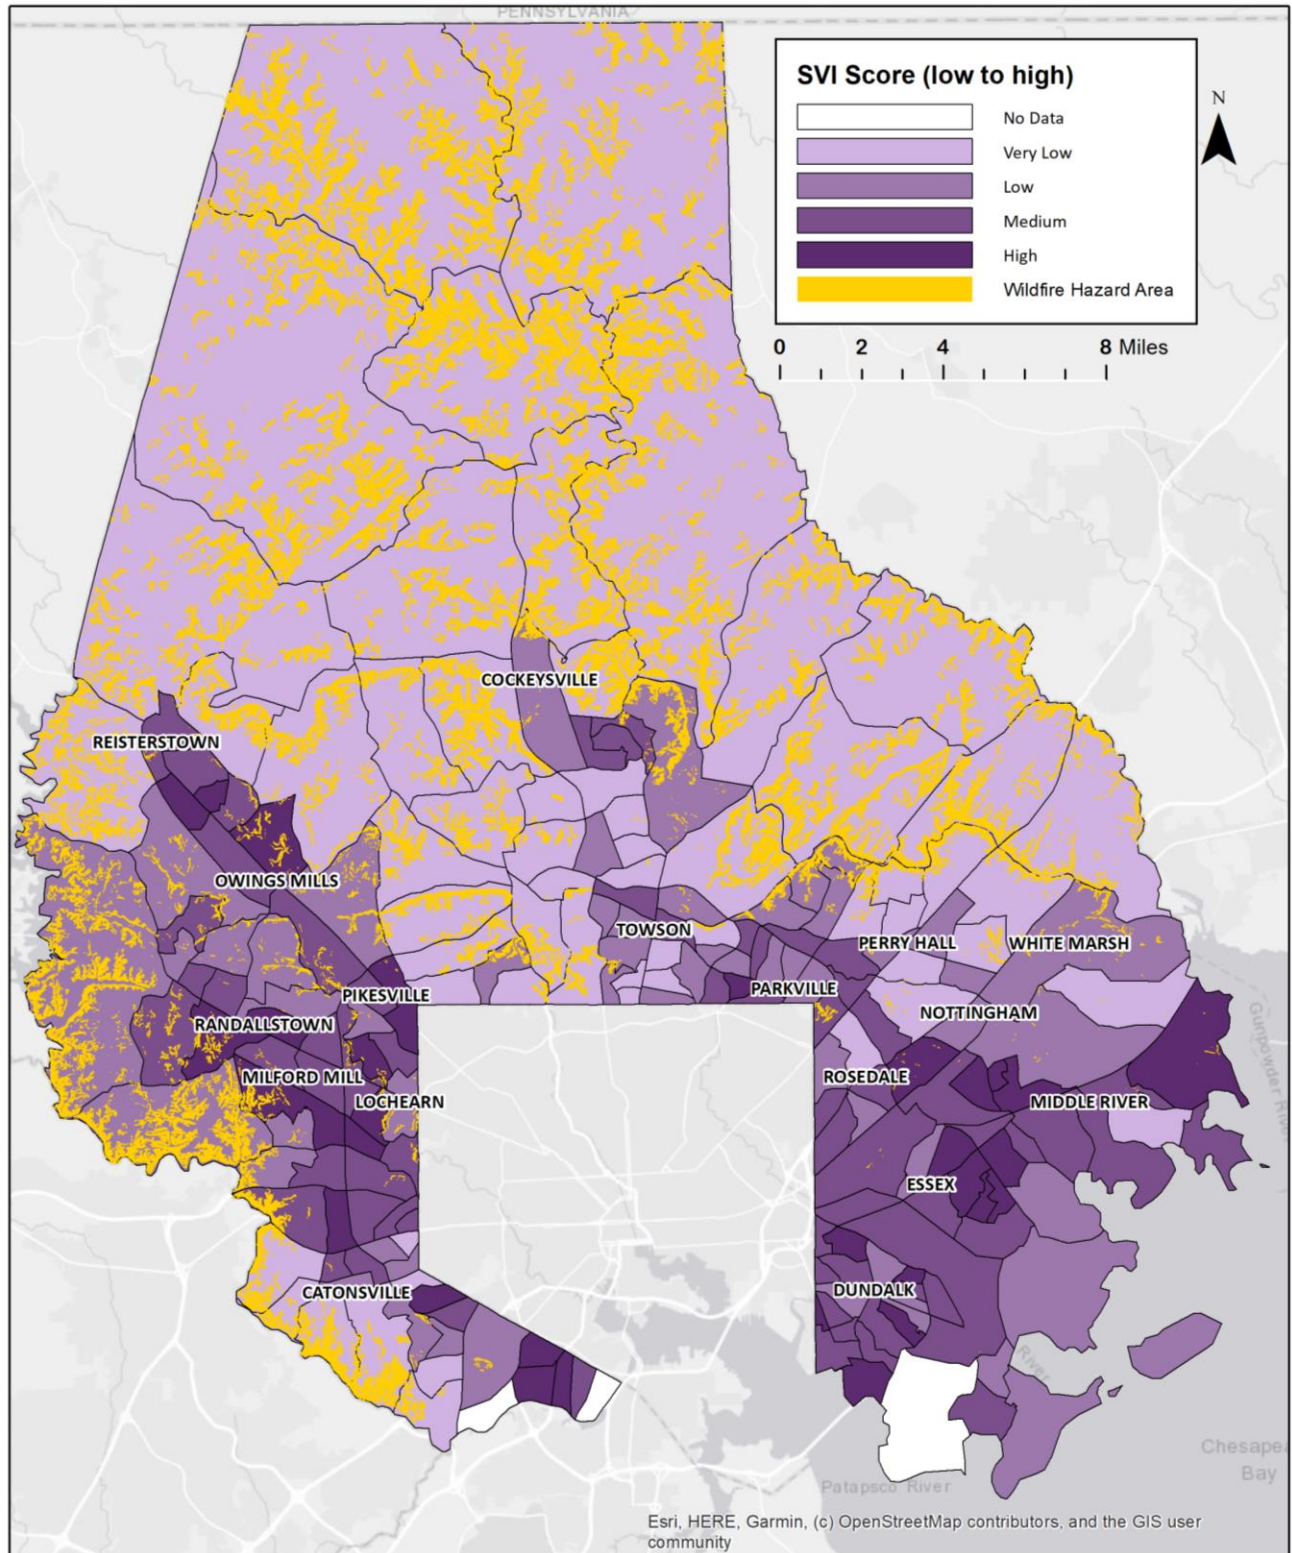 PENNSYLVANIA
SVI Score (low to high)
No Data
Very Low
Low
Medium
High
Wildfire Hazard Area
N
0 2 4 8 Miles
COCKEYSVILLE
REISTERSTOWN
OWINGS MILLS
TOWSON
PERRY HALL
WHITE MARSH
PARKVILLE
PIKESVILLE
NOTTINGHAM
RANDALLSTOWN
Gunpowder River
MILFORD MILL
ROSEDALE
LOCHEARN
MIDDLE RIVER
ESSEX
CATONSVILLE
DUNDALK
River
Chesapea
Bay
Patapsco River
Esri, HERE, Garmin, (c) OpenStreetMap contributors, and the GIS user
community